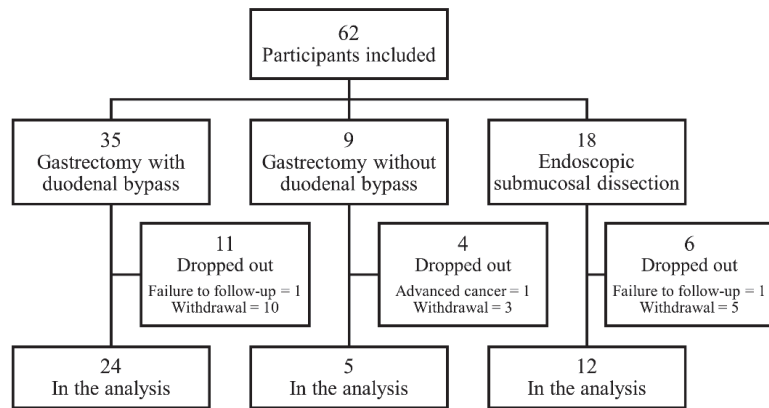 62
Participants included
35
Gastrectomy with
duodenal bypass
9
Gastrectomy without
duodenal bypass
18
Endoscopic
submucosal dissection
11
Dropped out
Failure to follow-up = 1
Withdrawal = 10
4
Dropped out
Advanced cancer = 1
Withdrawal = 3
6
Dropped out
Failure to follow-up = 1
Withdrawal = 5
24
In the analysis
5
In the analysis
12
In the analysis